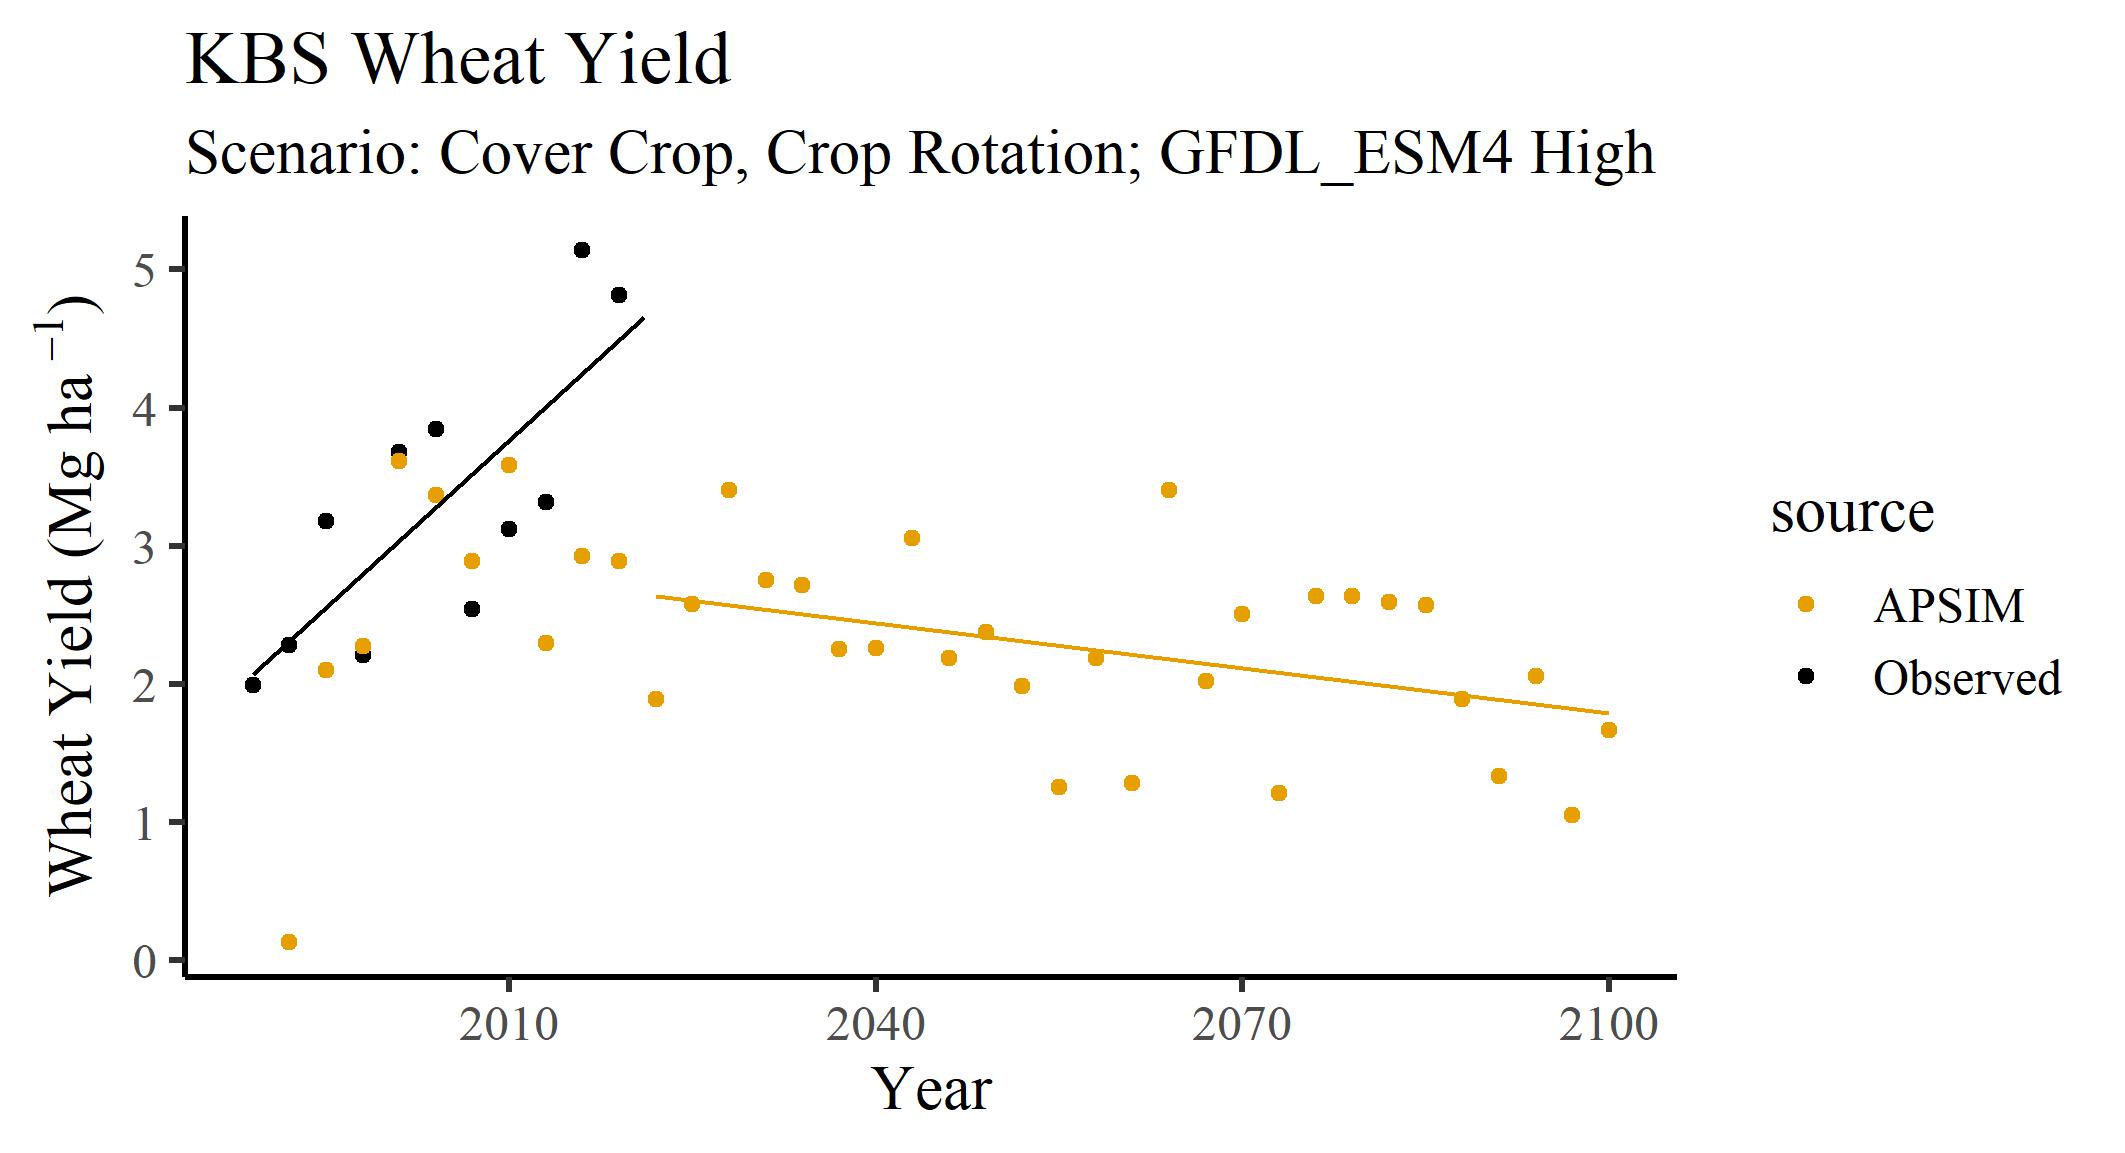 KBS Wheat Yield
Scenario: Cover Crop, Crop Rotation; GFDL_ESM4 High
Wheat Yield (Mg ha −1)
5
4
3
2
1
0
2010 2040 2070 2100
Year
source
APSIM
Observed